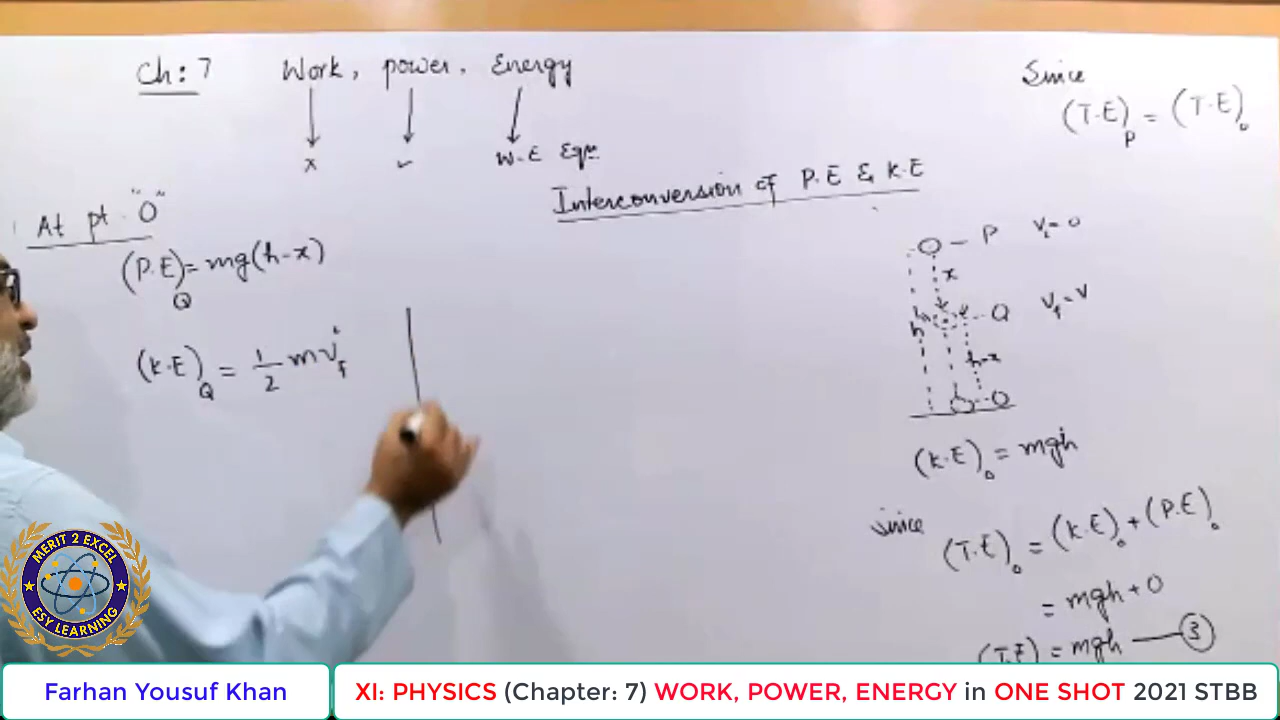 Ch: 7 Work, power, Energy
x ✓ W-E Eqn
Interconversion of P.E & K.E
At pt "O"
(P.E)Q = mg(h-x)
(K.E)Q = 1/2 mvf²
Since
(T.E)P = (T.E)o
O - P Vi = 0
x
Q Vf = V
h
h-x
O
(K.E)o = mgh
since
(T.E)o = (K.E)o + (P.E)o
= mgh + 0
(T.E) = mgh — 3
MERIT 2 EXCEL
ESY LEARNING
Farhan Yousuf Khan
XI: PHYSICS (Chapter: 7) WORK, POWER, ENERGY in ONE SHOT 2021 STBB